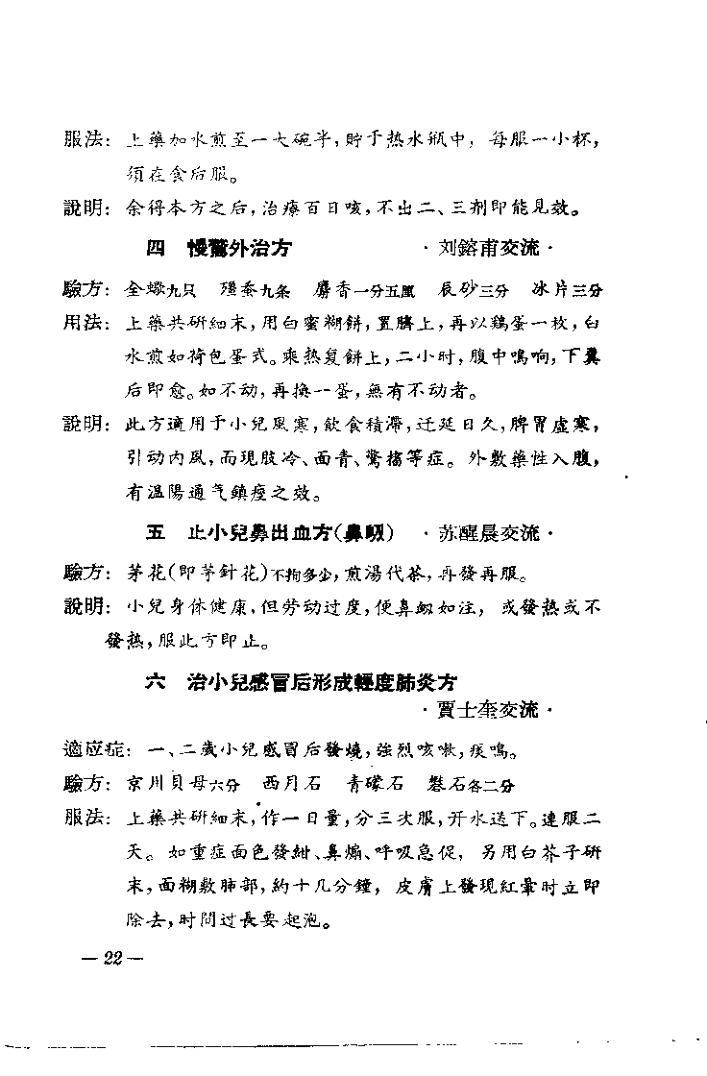 服法：上藥加水煎至一大碗半，貯于热水瓶中，每服一小杯，
須在食后服。
說明：余得本方之后，治療百日咳，不出二、三剂即能见效。
四　慢驚外治方　·刘鎔甫交流·
驗方：全蠍九只　殭蚕九条　麝香一分五厘　辰砂三分　冰片三分
用法：上藥共研細末，用白蜜糊餅，置臍上，再以鷄蛋一枚，白
水煎如荷包蛋式。乘热复餅上，二小时，腹中鳴响，下糞
后即愈。如不动，再换一蛋，無有不动者。
說明：此方適用于小兒風寒，飲食積滯，迁延日久，脾胃虛寒，
引动内風，而現肢冷、面青、驚搐等症。外敷藥性入腹，
有溫陽通气鎮痙之效。
五　止小兒鼻出血方(鼻衂)　·苏醒晨交流·
驗方：茅花(即茅針花)不拘多少，煎湯代茶，再發再服。
說明：小兒身体健康，但劳动过度，便鼻衂如注，或發熱或不
發熱，服此方即止。
六　治小兒感冒后形成輕度肺炎方
·賈士奎交流·
適应症：一、二歲小兒感冒后發燒，強烈咳嗽，痰鳴。
驗方：京川貝母六分　西月石　青礞石　礬石各二分
服法：上藥共研細末，作一日量，分三次服，开水送下。連服二
天。如重症面色發紺、鼻煽、呼吸急促，另用白芥子研
末，面糊敷肺部，約十几分鐘，皮膚上發現紅暈时立即
除去，时間过長要起泡。
— 22 —